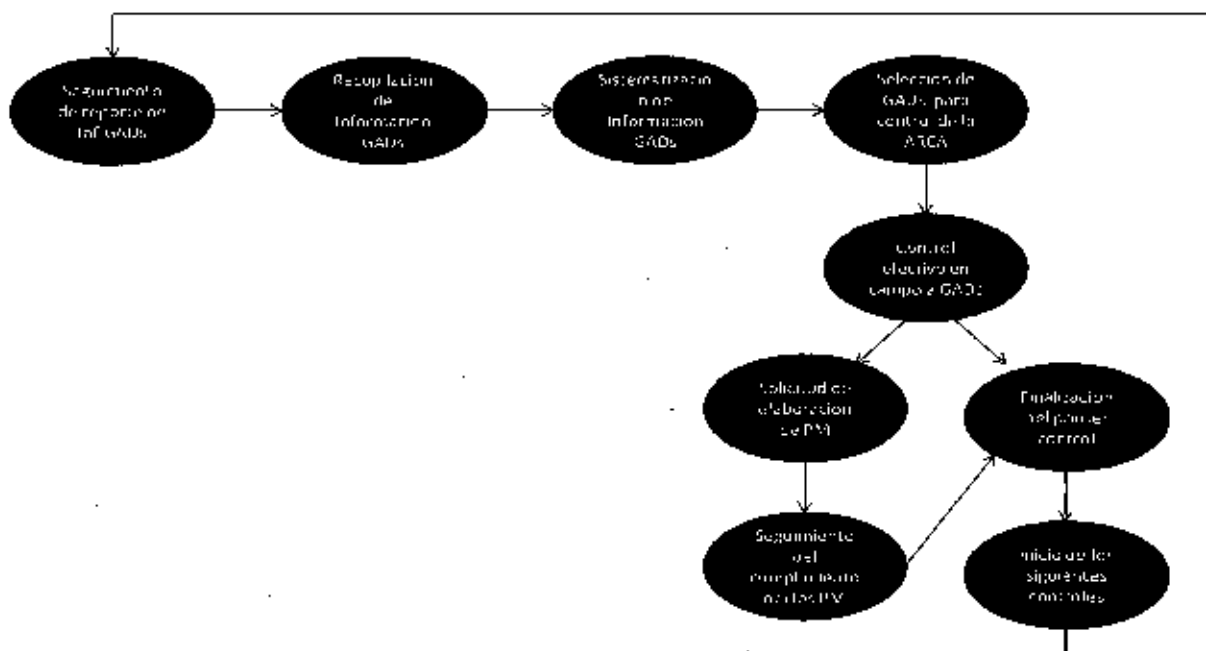 Seguimiento
de reporte de
Inf GADs
Recopilación
de
Información
GADs
Sistematizació
n de
Información
GADs
Selección de
GADs para
control de la
ARCA
Control
efectivo en
campo a GADs
Solicitud de
elaboración
de PM
Finalización
del primer
control
Seguimiento
del
cumplimiento
de los PM
Inicio de los
siguientes
controles